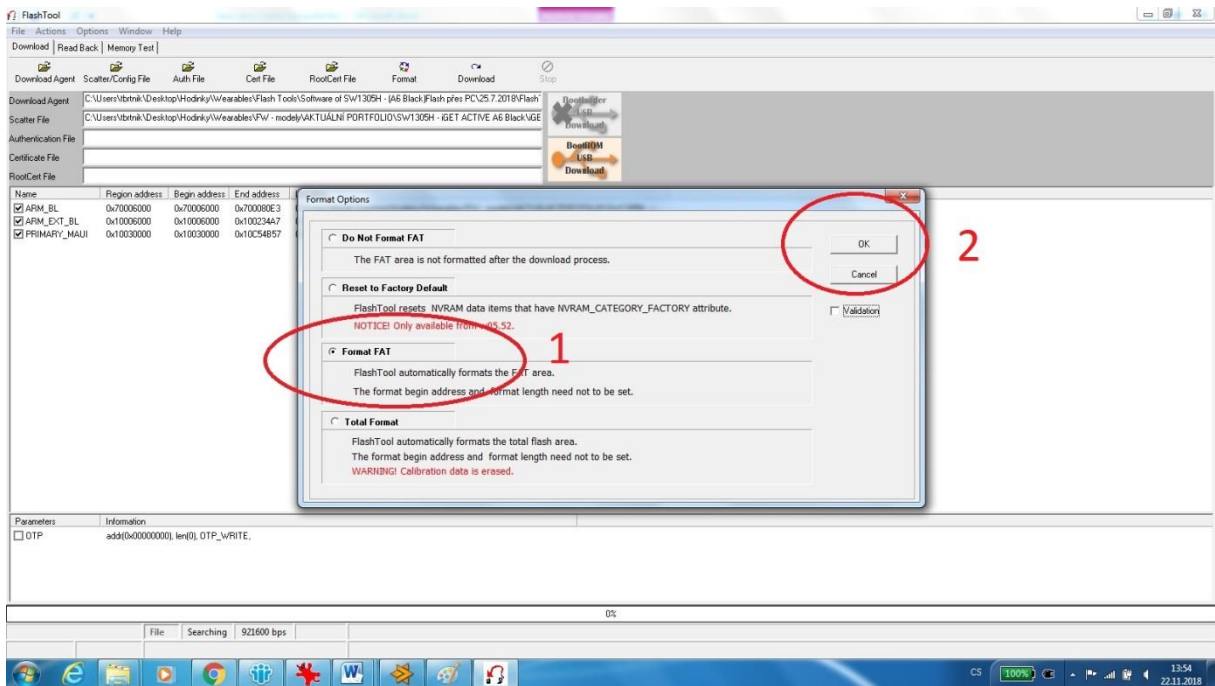 FlashTool
File Actions Options Window Help
Download Read Back Memory Test
Download Agent Scatter/Config File Auth File Cert File RootCert File Format Download Stop
Download Agent C:\Users\tbrtnik\Desktop\Hodinky\Wearables\Flash Tools\Software of SW1305H - (A6 Black)Flash přes PC\25.7.2018\Flash
Scatter File C:\Users\tbrtnik\Desktop\Hodinky\Wearables\FW - modely\AKTUÁLNÍ PORTFOLIO\SW1305H - iGET ACTIVE A6 Black\iGE
Authentication File
Certificate File
RootCert File
Bootloader
USB
Download
BootROM
USB
Download
Name Region address Begin address End address
ARM_BL 0x70006000 0x70006000 0x700080E3
ARM_EXT_BL 0x10006000 0x10006000 0x100234A7
PRIMARY_MAUI 0x10030000 0x10030000 0x10C54B57
Format Options
Do Not Format FAT
The FAT area is not formatted after the download process.
Reset to Factory Default
FlashTool resets NVRAM data items that have NVRAM_CATEGORY_FACTORY attribute.
NOTICE! Only available from
Format FAT
FlashTool automatically formats the FAT area.
The format begin address and format length need not to be set.
Total Format
FlashTool automatically formats the total flash area.
The format begin address and format length need not to be set.
WARNING! Calibration data is erased.
OK
Cancel
Validation
1
2
Parameters Information
OTP addr(0x00000000), len(0), OTP_WRITE,
0%
File Searching 921600 bps
CS 100% 13:54
22.11.2018